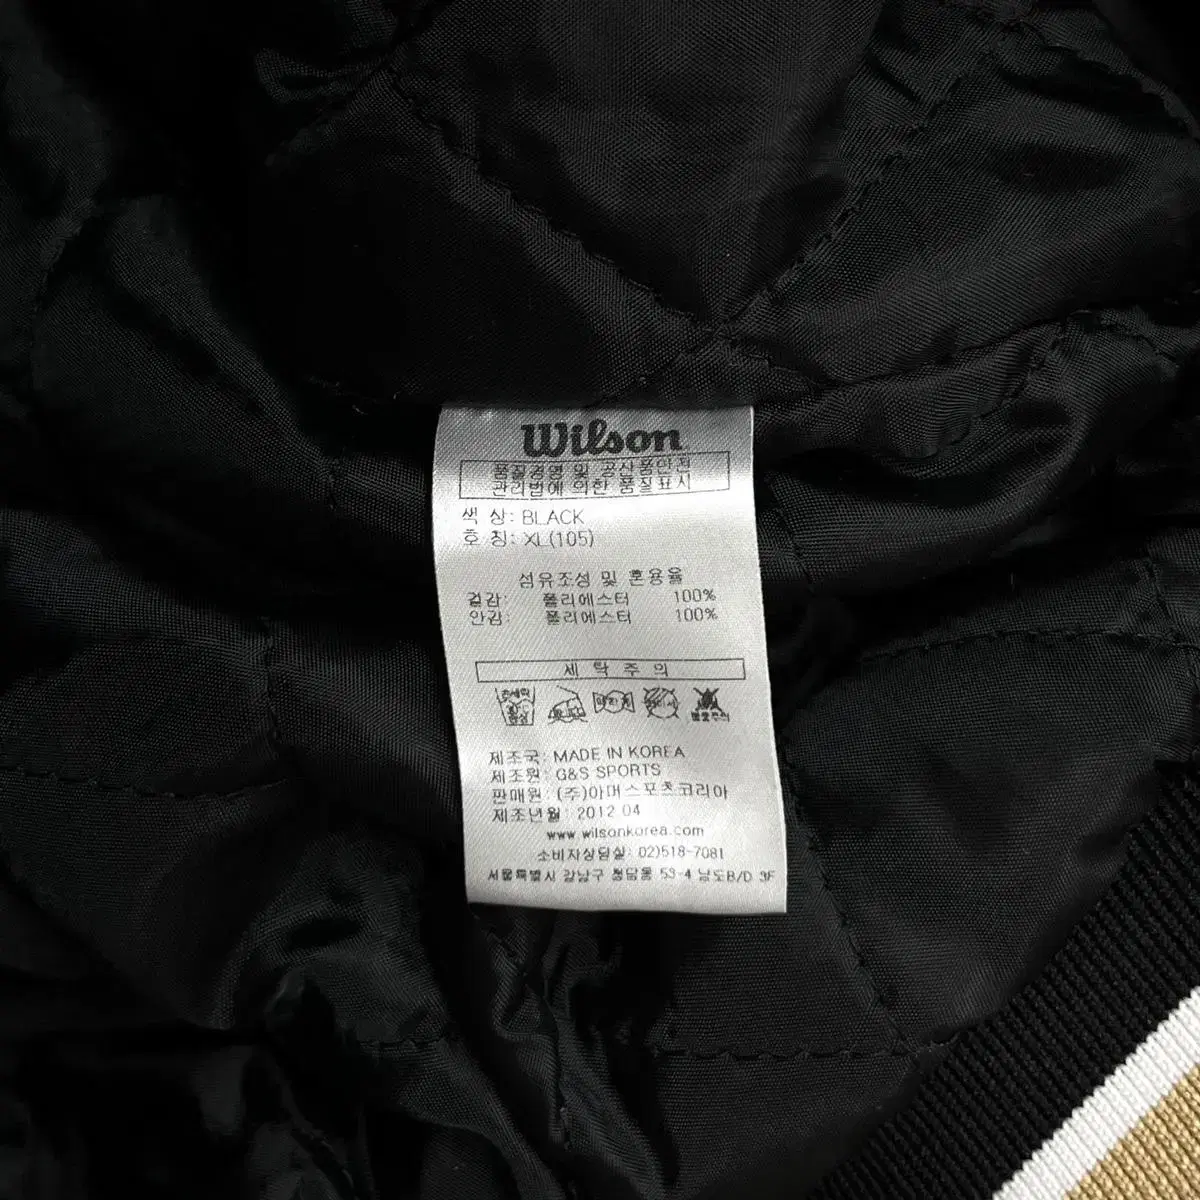 Wilson
품질경영 및 공산품안전
관리법에 의한 품질표시
색 상: BLACK
호 칭: XL(105)
섬유조성 및 혼용율
겉감: 폴리에스터 100%
안감: 폴리에스터 100%
세 탁 주 의
제조국: MADE IN KOREA
제조원: G&S SPORTS
판매원: (주)아머스포츠코리아
제조년월: 2012.04
www.wilsonkorea.com
소비자상담실: 02)518-7081
서울특별시 강남구 청담동 53-4 남도B/D 3F